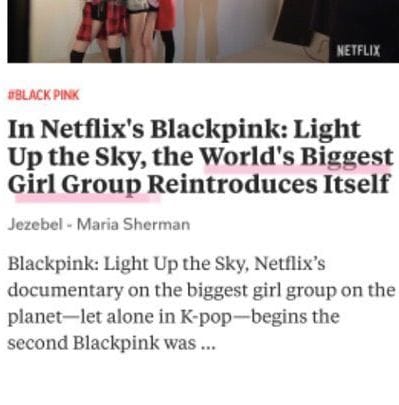 NETFLIX
#BLACK PINK
In Netflix's Blackpink: Light
Up the Sky, the World's Biggest
Girl Group Reintroduces Itself
Jezebel - Maria Sherman
Blackpink: Light Up the Sky, Netflix’s
documentary on the biggest girl group on the
planet—let alone in K-pop—begins the
second Blackpink was ...